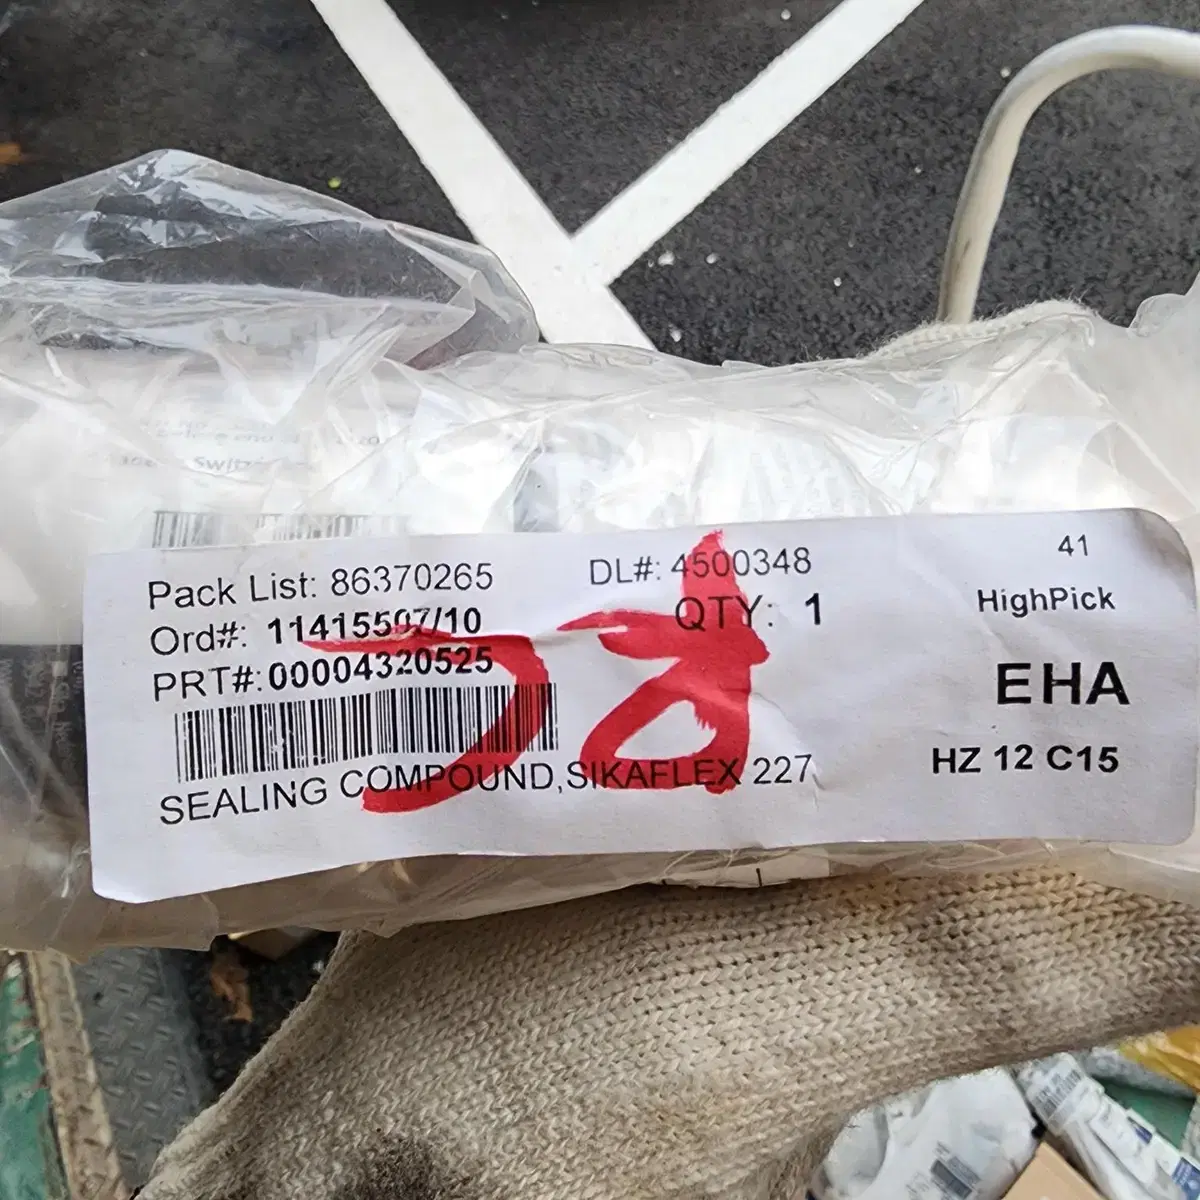 Pack List: 86370265
DL#: 4500348
41
Ord#: 11415507/10
QTY: 1
HighPick
PRT#:00004320525
EHA
SEALING COMPOUND,SIKAFLEX 227
HZ 12 C15